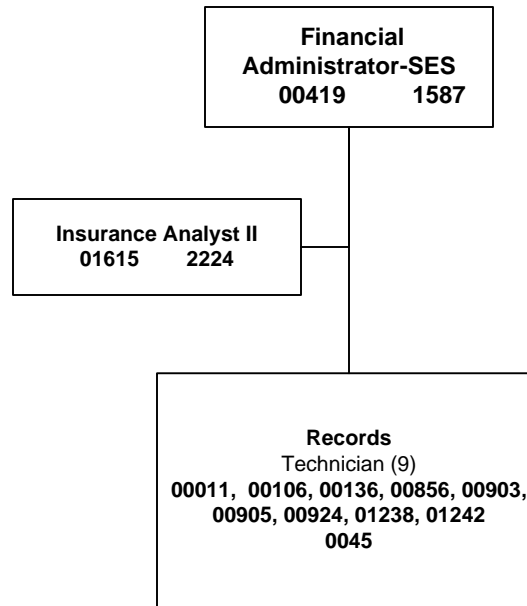 Financial
Administrator-SES
00419 1587
Insurance Analyst II
01615 2224
Records
Technician (9)
00011, 00106, 00136, 00856, 00903,
00905, 00924, 01238, 01242
0045